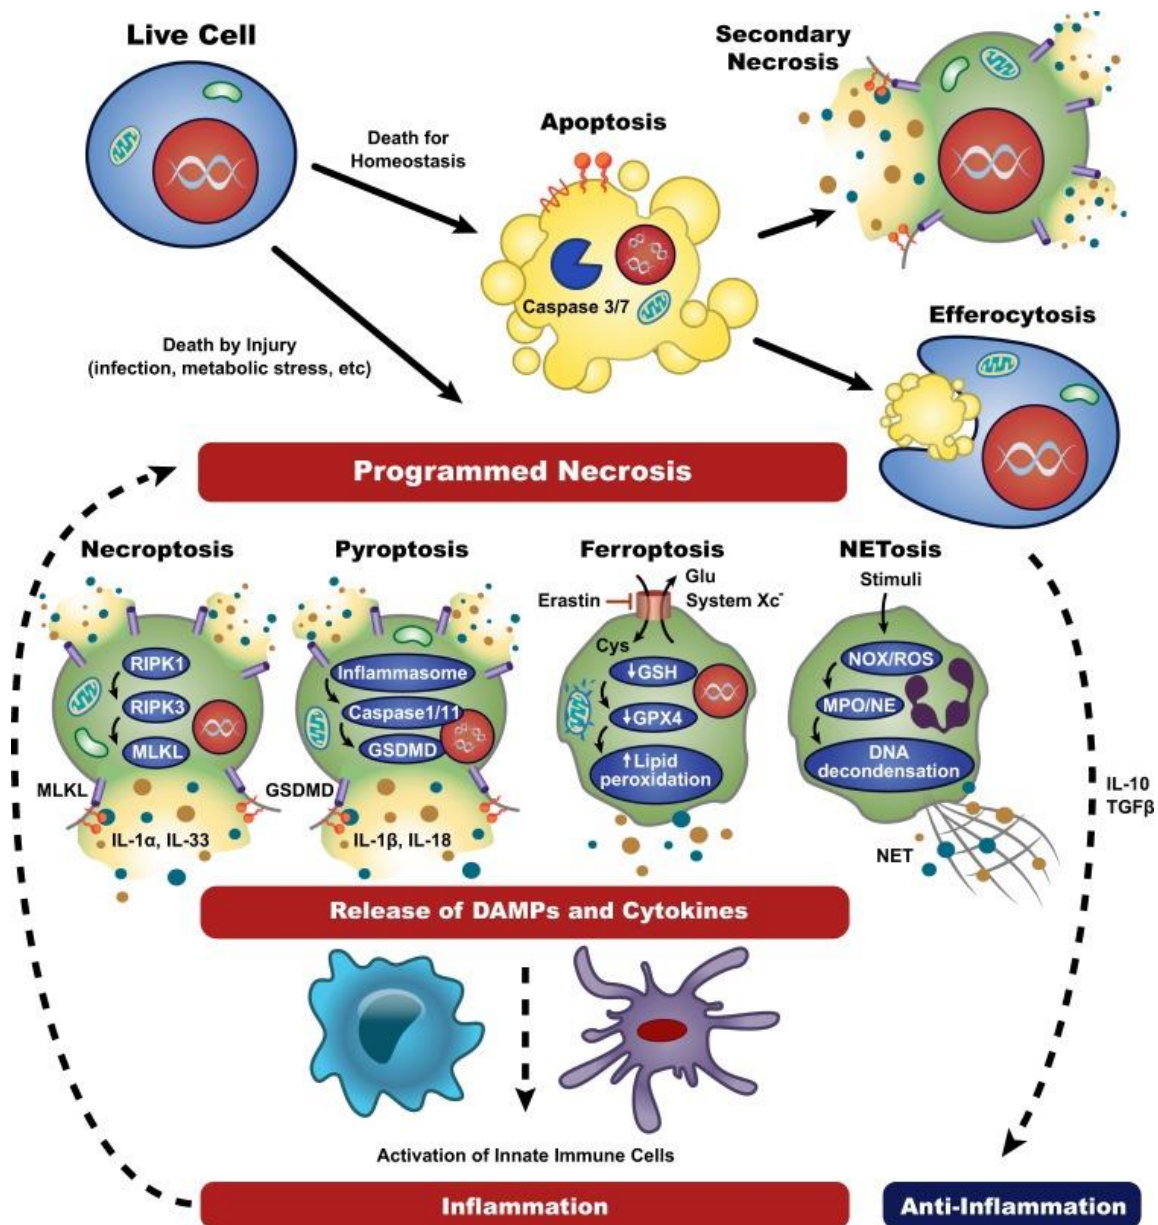 Live Cell
Secondary
Necrosis
Death for
Homeostasis
Apoptosis
Caspase 3/7
Efferocytosis
Death by Injury
(infection, metabolic stress, etc)
Programmed Necrosis
Necroptosis
Pyroptosis
Ferroptosis
NETosis
RIPK1
RIPK3
MLKL
MLKL
IL-1α, IL-33
Inflammasome
Caspase1/11
GSDMD
GSDMD
IL-1β, IL-18
Glu
Erastin
System Xc⁻
Cys
↓GSH
↓GPX4
↑Lipid
peroxidation
Stimuli
NOX/ROS
MPO/NE
DNA
decondensation
NET
IL-10
TGFβ
Release of DAMPs and Cytokines
Activation of Innate Immune Cells
Inflammation
Anti-Inflammation